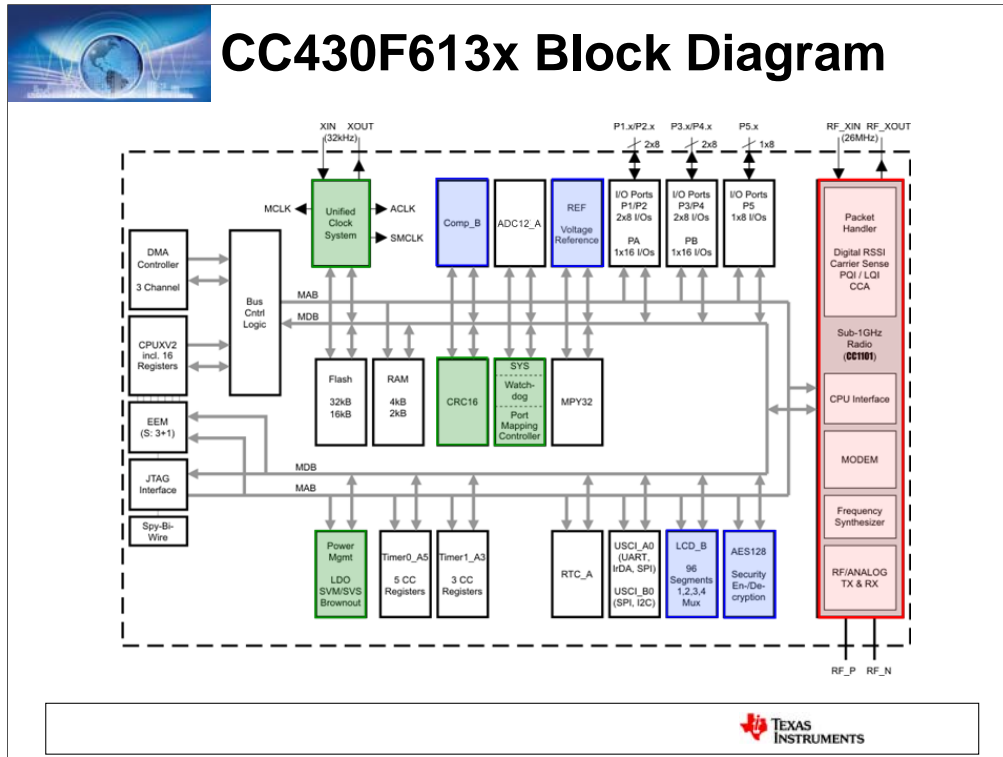 CC430F613x Block Diagram
XIN
XOUT
(32kHz)
P1.x/P2.x
2x8
P3.x/P4.x
2x8
P5.x
1x8
RF_XIN
RF_XOUT
(26MHz)
MCLK
Unified
Clock
System
ACLK
SMCLK
Comp_B
ADC12_A
REF
Voltage
Reference
I/O Ports
P1/P2
2x8 I/Os
PA
1x16 I/Os
I/O Ports
P3/P4
2x8 I/Os
PB
1x16 I/Os
I/O Ports
P5
1x8 I/Os
Packet
Handler
Digital RSSI
Carrier Sense
PQI / LQI
CCA
Sub-1GHz
Radio
(CC1101)
CPU Interface
MODEM
Frequency
Synthesizer
RF/ANALOG
TX & RX
DMA
Controller
3 Channel
Bus
Cntrl
Logic
MAB
MDB
CPUXV2
incl. 16
Registers
EEM
(S: 3+1)
JTAG
Interface
Spy-Bi-
Wire
Flash
32kB
16kB
RAM
4kB
2kB
CRC16
SYS
Watch-
dog
Port
Mapping
Controller
MPY32
MDB
MAB
Power
Mgmt
LDO
SVM/SVS
Brownout
Timer0_A5
5 CC
Registers
Timer1_A3
3 CC
Registers
RTC_A
USCI_A0
(UART,
IrDA, SPI)
USCI_B0
(SPI, I2C)
LCD_B
96
Segments
1,2,3,4
Mux
AES128
Security
En-/De-
cryption
RF_P
RF_N
TEXAS
INSTRUMENTS